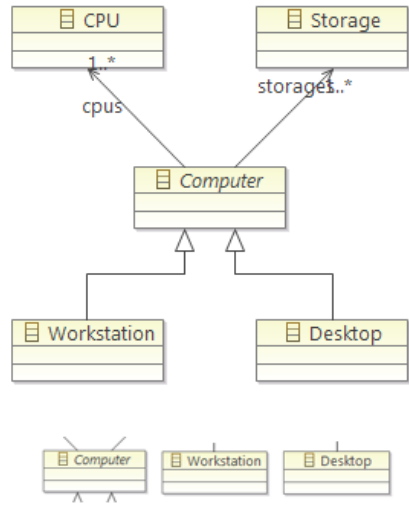 CPU
Storage
1..*
storages
1..*
cpus
Computer
Workstation
Desktop
Computer
Workstation
Desktop